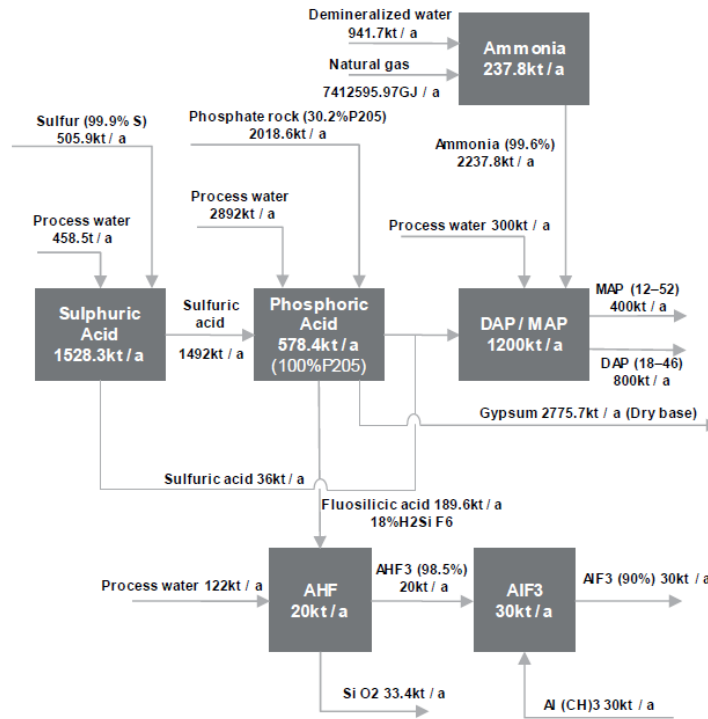 Demineralized water
941.7kt / a
Natural gas
7412595.97GJ / a
Ammonia
237.8kt / a
Sulfur (99.9% S)
505.9kt / a
Phosphate rock (30.2%P205)
2018.6kt / a
Ammonia (99.6%)
2237.8kt / a
Process water
458.5t / a
Process water
2892kt / a
Process water 300kt / a
Sulphuric
Acid
1528.3kt / a
Sulfuric
acid
1492kt / a
Phosphoric
Acid
578.4kt / a
(100%P205)
DAP / MAP
1200kt / a
MAP (12–52)
400kt / a
DAP (18–46)
800kt / a
Gypsum 2775.7kt / a (Dry base)
Sulfuric acid 36kt / a
Fluosilicic acid 189.6kt / a
18%H2Si F6
Process water 122kt / a
AHF
20kt / a
AHF3 (98.5%)
20kt / a
AIF3
30kt / a
AIF3 (90%) 30kt / a
Si O2 33.4kt / a
Al (CH)3 30kt / a